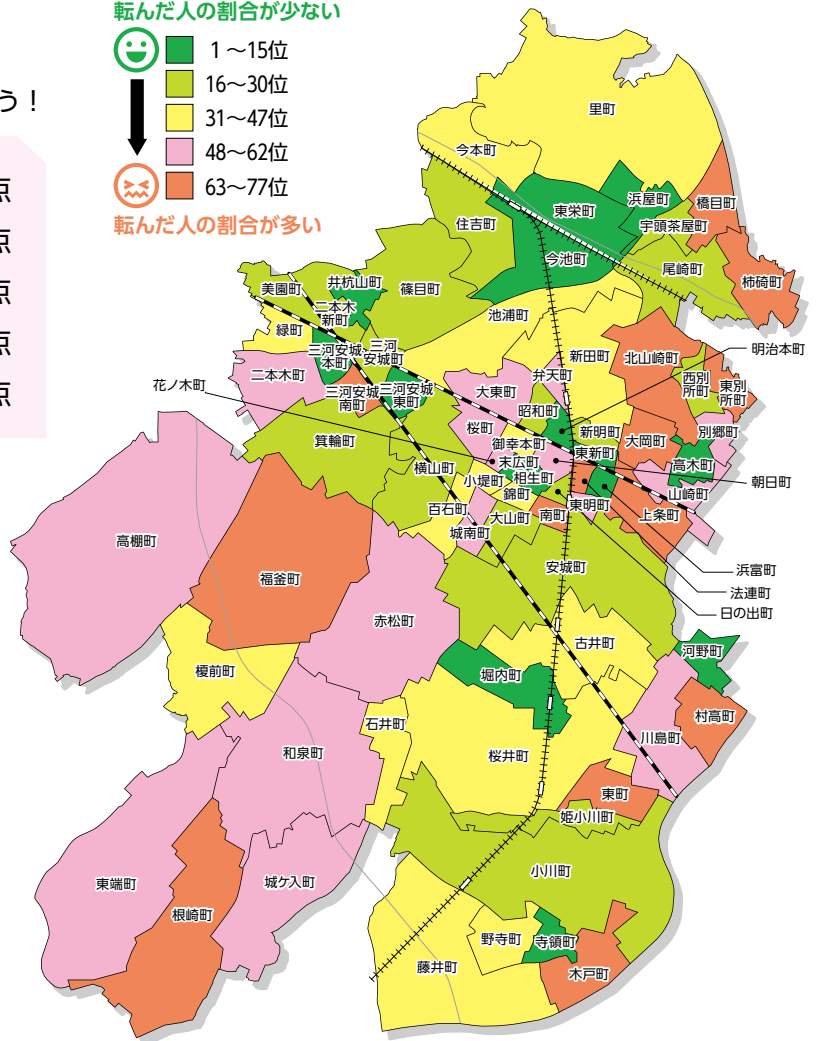 転んだ人の割合が少ない
1～15位
16～30位
31～47位
48～62位
63～77位
転んだ人の割合が多い
う！
点
点
点
点
点
里町
今本町
東栄町
浜屋町
橋目町
住吉町
宇頭茶屋町
今池町
尾崎町
柿碕町
美園町
井杭山町
篠目町
二本木
新町
池浦町
緑町
三河安城
本町
三河
安城町
新田町
北山崎町
明治本町
二本木町
弁天町
西別
所町
東別
所町
花ノ木町
三河安城
南町
三河安城
東町
大東町
昭和町
桜町
新明町
大岡町
別郷町
箕輪町
御幸本町
東新町
横山町
末広町
高木町
小堤町
相生町
朝日町
錦町
山崎町
百石町
大山町
南町
東明町
上条町
城南町
高棚町
安城町
浜富町
福釜町
法連町
日の出町
赤松町
古井町
河野町
榎前町
堀内町
石井町
村高町
川島町
和泉町
桜井町
東町
姫小川町
東端町
城ケ入町
小川町
根崎町
野寺町
寺領町
藤井町
木戸町